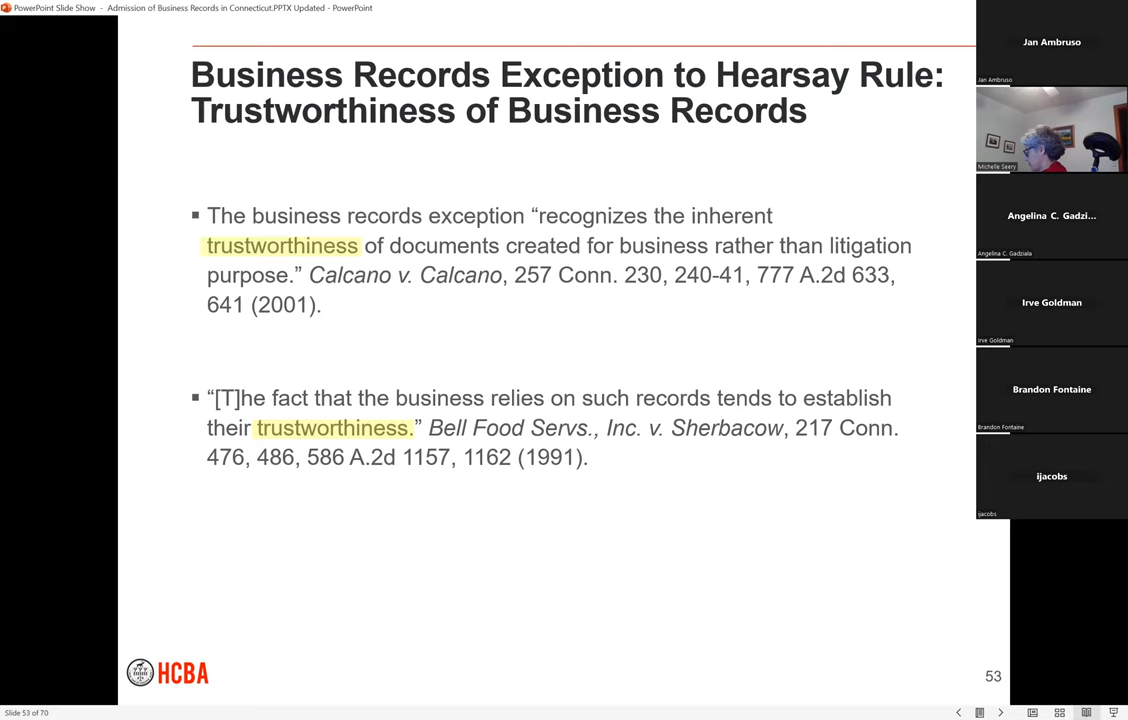 PowerPoint Slide Show - Admission of Business Records in Connecticut.PPTX Updated - PowerPoint
Business Records Exception to Hearsay Rule:
Trustworthiness of Business Records
▪ The business records exception “recognizes the inherent
trustworthiness of documents created for business rather than litigation
purpose.” Calcano v. Calcano, 257 Conn. 230, 240-41, 777 A.2d 633,
641 (2001).
▪ “[T]he fact that the business relies on such records tends to establish
their trustworthiness.” Bell Food Servs., Inc. v. Sherbacow, 217 Conn.
476, 486, 586 A.2d 1157, 1162 (1991).
HCBA
53
Jan Ambruso
Jan Ambruso
Michelle Seery
Angelina C. Gadzi...
Angelina C. Gadziala
Irve Goldman
Irve Goldman
Brandon Fontaine
Brandon Fontaine
ijacobs
ijacobs
Slide 53 of 70